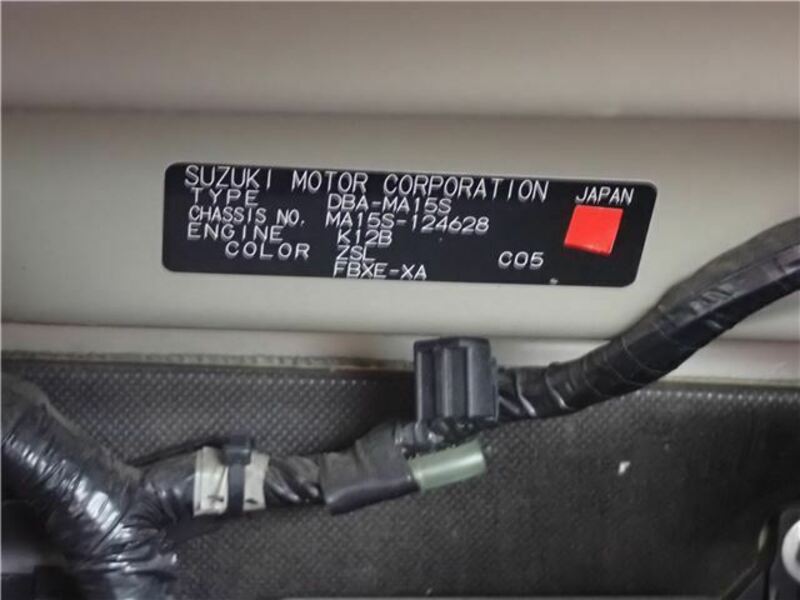 SUZUKI MOTOR CORPORATION JAPAN
TYPE DBA-MA15S
CHASSIS NO. MA15S-124628
ENGINE K12B
COLOR ZSL C05
FBXE-XA